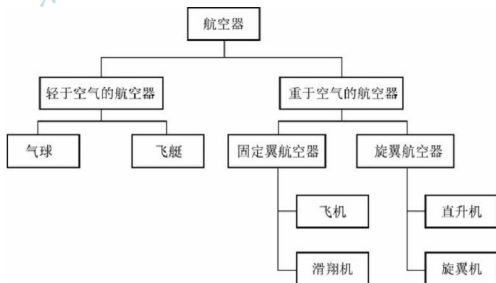 航空器
轻于空气的航空器
重于空气的航空器
气球
飞艇
固定翼航空器
旋翼航空器
飞机
直升机
滑翔机
旋翼机